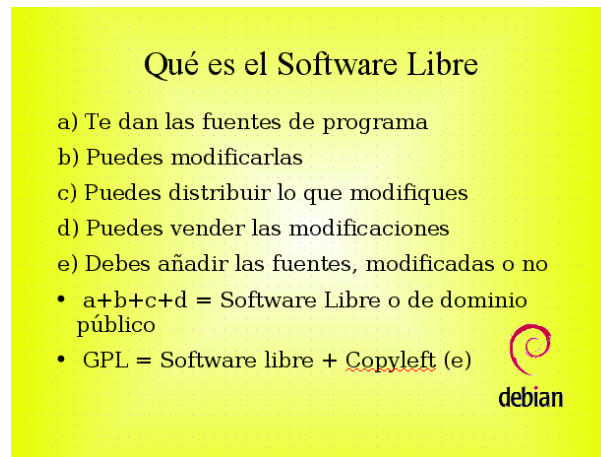 Qué es el Software Libre
a) Te dan las fuentes de programa
b) Puedes modificarlas
c) Puedes distribuir lo que modifiques
d) Puedes vender las modificaciones
e) Debes añadir las fuentes, modificadas o no
• a+b+c+d = Software Libre o de dominio
público
• GPL = Software libre + Copyleft (e)
debian